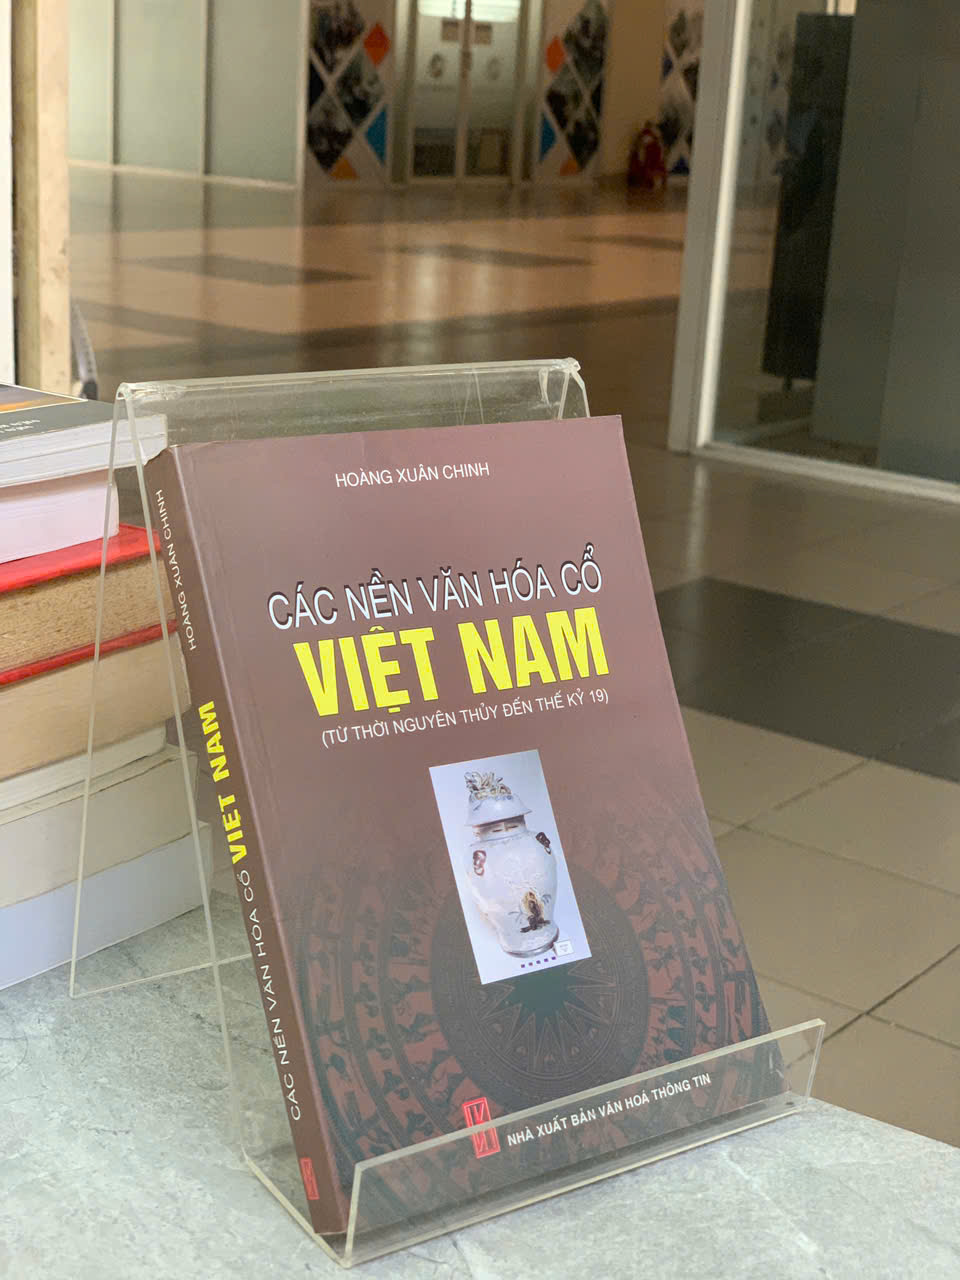 HOÀNG XUÂN CHINH
CÁC NỀN VĂN HÓA CỔ
VIỆT NAM
(TỪ THỜI NGUYÊN THỦY ĐẾN THẾ KỶ 19)
NHÀ XUẤT BẢN VĂN HOÁ THÔNG TIN
CÁC NỀN VĂN HÓA CỔ VIỆT NAM HOÀNG XUÂN CHINH